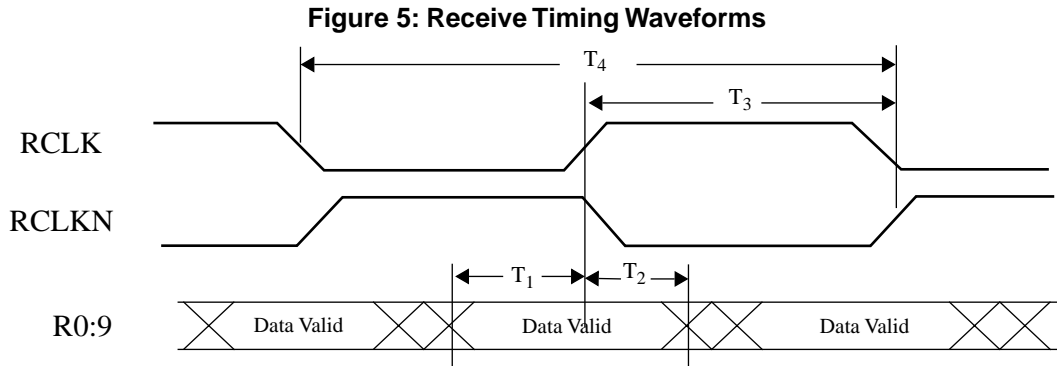 Figure 5: Receive Timing Waveforms
T4
T3
RCLK
RCLKN
T1
T2
R0:9
Data Valid
Data Valid
Data Valid